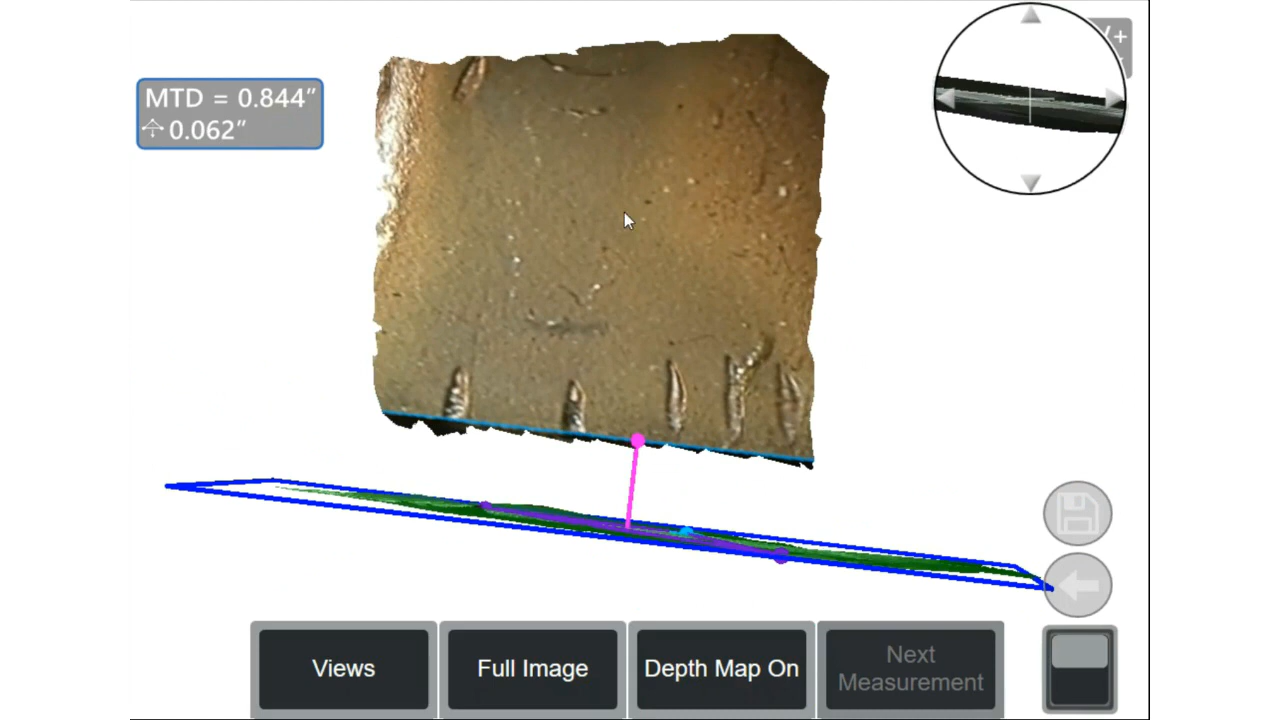 MTD = 0.844"
0.062"
Views
Full Image
Depth Map On
Next
Measurement